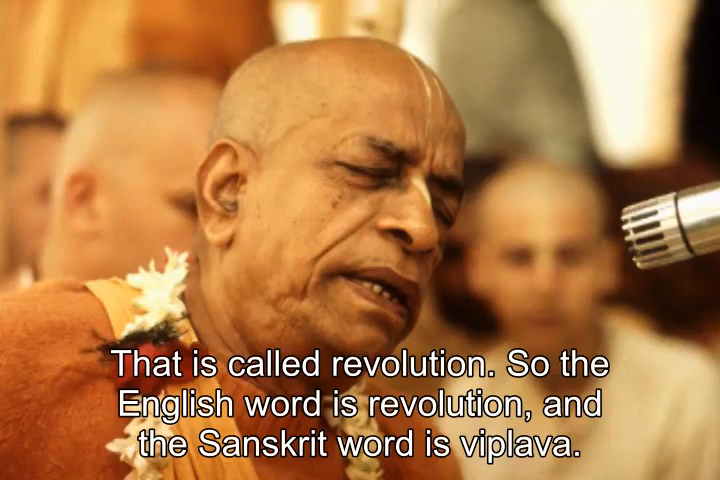 That is called revolution. So the
English word is revolution, and
the Sanskrit word is viplava.